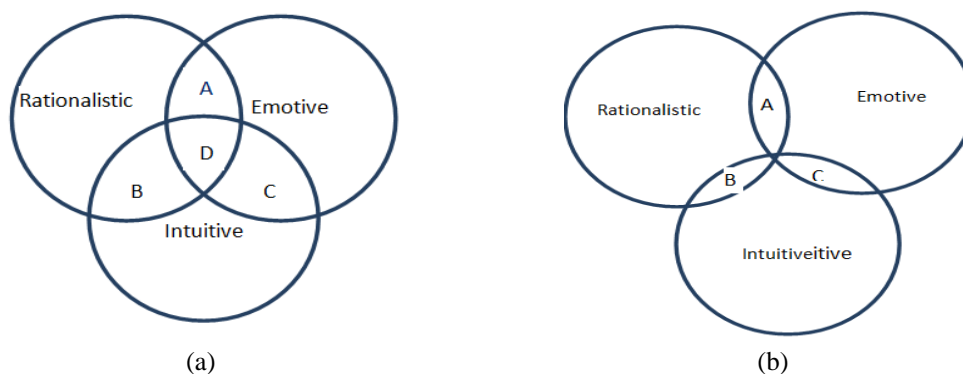 A
Rationalistic
Emotive
D
B
C
Intuitive
(a)
Emotive
A
Rationalistic
B
C
Intuitiveitive
(b)